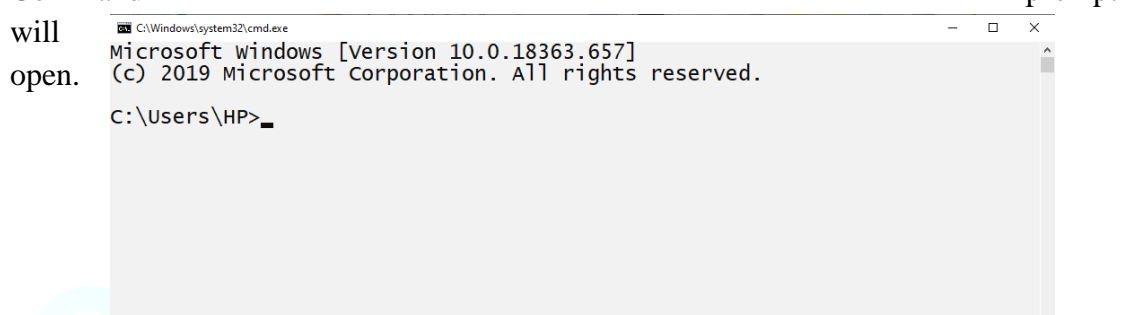 will
open.
C:\Windows\system32\cmd.exe
Microsoft Windows [Version 10.0.18363.657]
(c) 2019 Microsoft Corporation. All rights reserved.
C:\Users\HP>